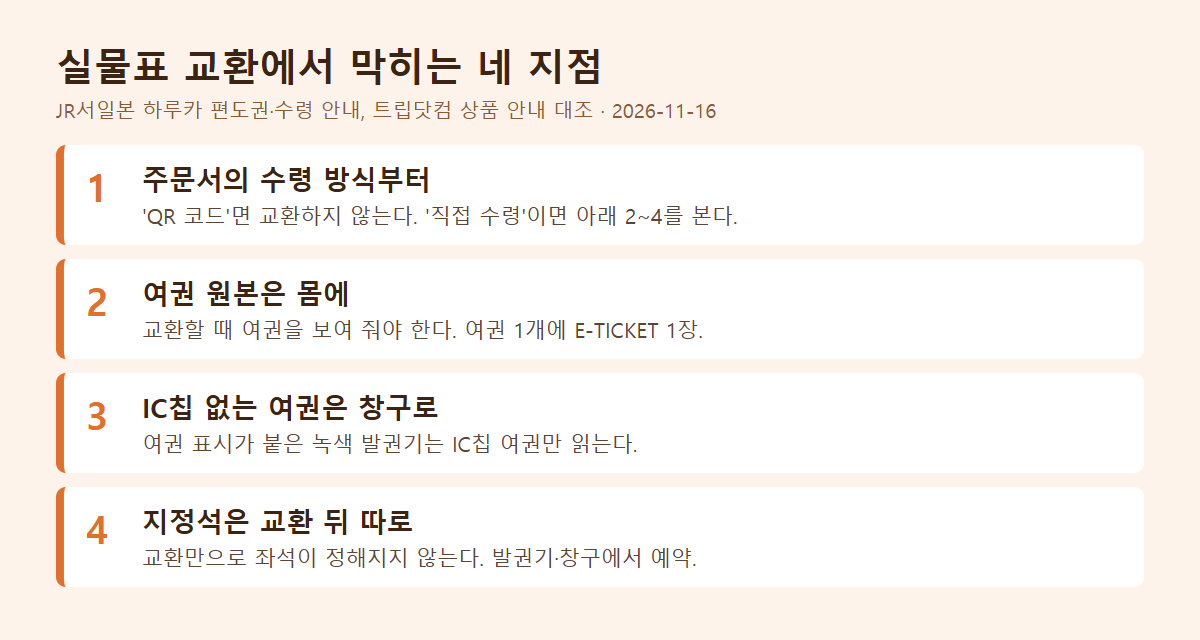 실물표 교환에서 막히는 네 지점
JR서일본 하루카 편도권·수령 안내, 트립닷컴 상품 안내 대조 · 2026-11-16
1
주문서의 수령 방식부터
'QR 코드'면 교환하지 않는다. '직접 수령'이면 아래 2~4를 본다.
2
여권 원본은 몸에
교환할 때 여권을 보여 줘야 한다. 여권 1개에 E-TICKET 1장.
3
IC칩 없는 여권은 창구로
여권 표시가 붙은 녹색 발권기는 IC칩 여권만 읽는다.
4
지정석은 교환 뒤 따로
교환만으로 좌석이 정해지지 않는다. 발권기·창구에서 예약.